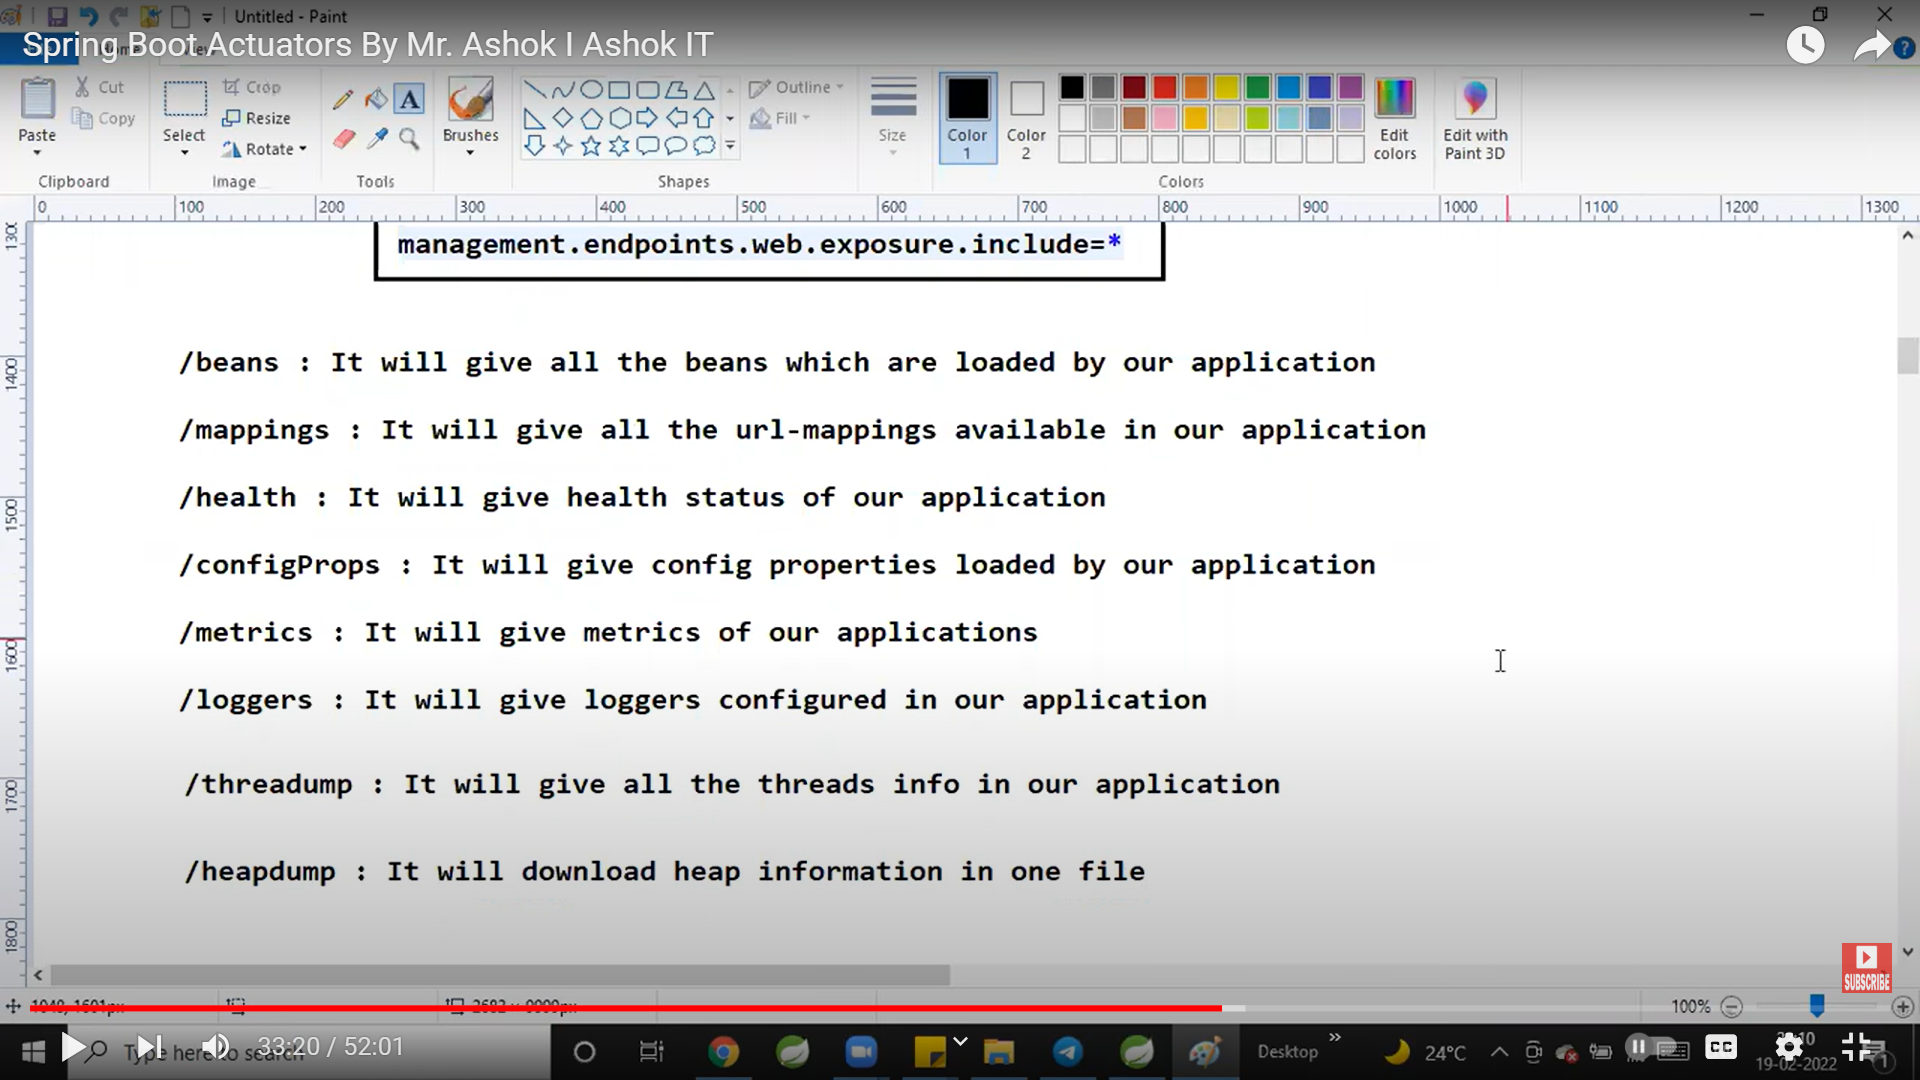 Untitled - Paint
Spring Boot Actuators By Mr. Ashok I Ashok IT
Cut
Copy
Paste
Clipboard
Crop
Resize
Rotate
Select
Image
Tools
Brushes
Shapes
Outline
Fill
Size
Color 1
Color 2
Edit colors
Edit with Paint 3D
Colors
0 100 200 300 400 500 600 700 800 900 1000 1100 1200 1300
1300
1400
1500
1600
1700
1800
management.endpoints.web.exposure.include=*
/beans : It will give all the beans which are loaded by our application
/mappings : It will give all the url-mappings available in our application
/health : It will give health status of our application
/configProps : It will give config properties loaded by our application
/metrics : It will give metrics of our applications
/loggers : It will give loggers configured in our application
/threadump : It will give all the threads info in our application
/heapdump : It will download heap information in one file
SUBSCRIBE
100%
Type here to search
33:20 / 52:01
Desktop
24°C
CC
19-02-2022